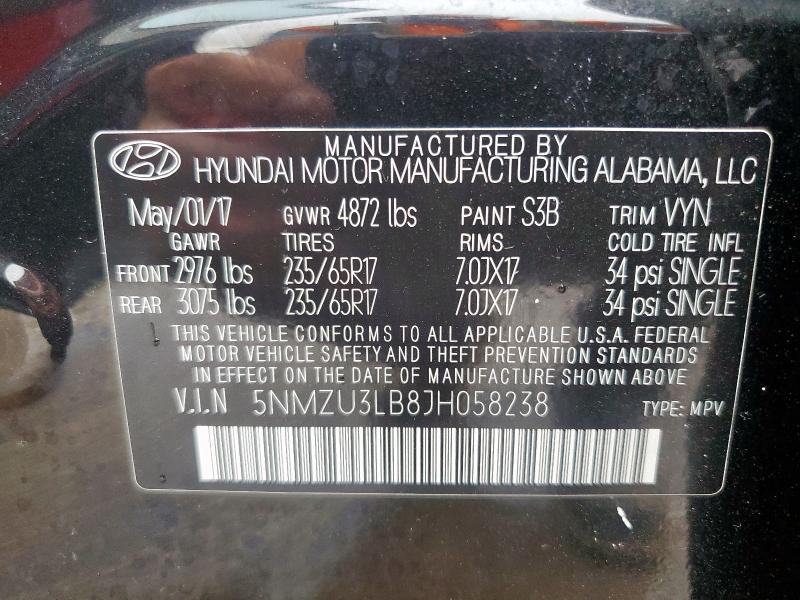 MANUFACTURED BY
HYUNDAI MOTOR MANUFACTURING ALABAMA, LLC
May/01/17 GVWR 4872 lbs PAINT S3B TRIM VYN
GAWR TIRES RIMS COLD TIRE INFL
FRONT 2976 lbs 235/65R17 7.0JX17 34 psi SINGLE
REAR 3075 lbs 235/65R17 7.0JX17 34 psi SINGLE
THIS VEHICLE CONFORMS TO ALL APPLICABLE U.S.A. FEDERAL
MOTOR VEHICLE SAFETY AND THEFT PREVENTION STANDARDS
IN EFFECT ON THE DATE OF MANUFACTURE SHOWN ABOVE
V.I.N 5NMZU3LB8JH058238 TYPE: MPV